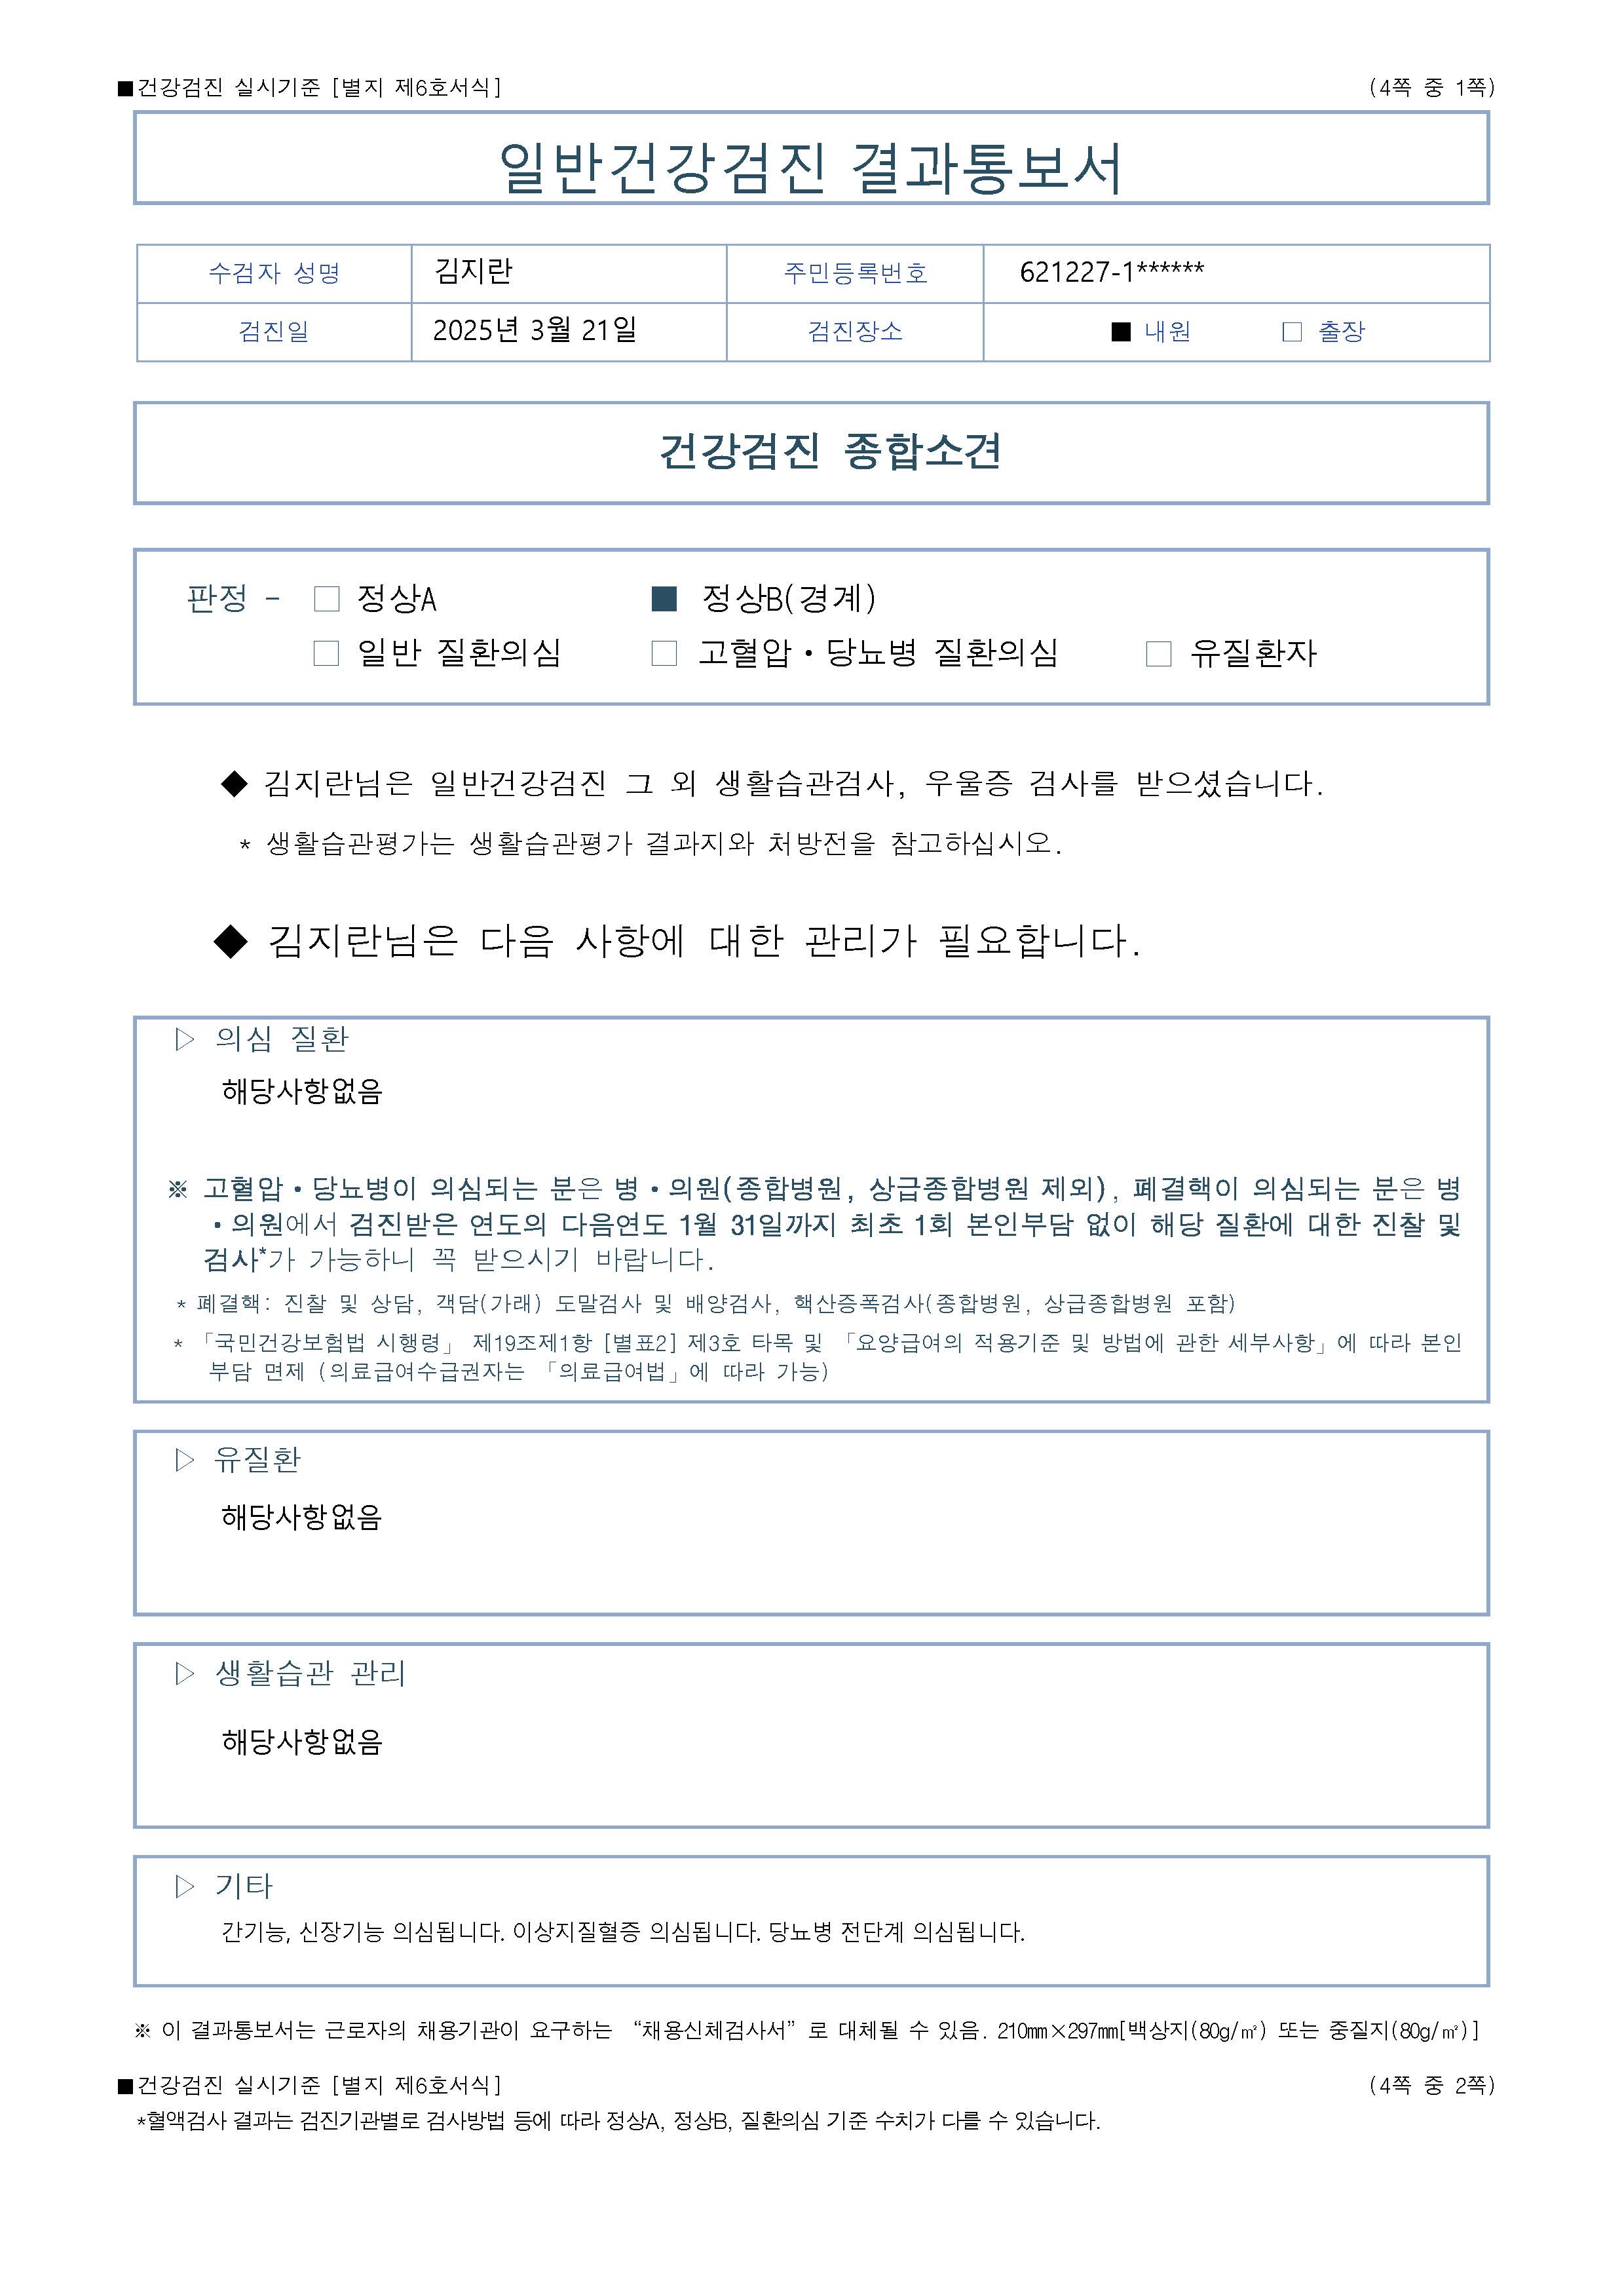 ■건강검진 실시기준 [별지 제6호서식] (4쪽 중 1쪽)
일반건강검진 결과통보서
수검자 성명 김지란 주민등록번호 621227-1******
검진일 2025년 3월 21일 검진장소 ■ 내원 □ 출장
건강검진 종합소견
판정 - □ 정상A ■ 정상B(경계)
□ 일반 질환의심 □ 고혈압·당뇨병 질환의심 □ 유질환자
◆ 김지란님은 일반건강검진 그 외 생활습관검사, 우울증 검사를 받으셨습니다.
* 생활습관평가는 생활습관평가 결과지와 처방전을 참고하십시오.
◆ 김지란님은 다음 사항에 대한 관리가 필요합니다.
▷ 의심 질환
해당사항없음
※ 고혈압·당뇨병이 의심되는 분은 병·의원(종합병원, 상급종합병원 제외), 폐결핵이 의심되는 분은 병
·의원에서 검진받은 연도의 다음연도 1월 31일까지 최초 1회 본인부담 없이 해당 질환에 대한 진찰 및
검사*가 가능하니 꼭 받으시기 바랍니다.
* 폐결핵: 진찰 및 상담, 객담(가래) 도말검사 및 배양검사, 핵산증폭검사(종합병원, 상급종합병원 포함)
* 「국민건강보험법 시행령」 제19조제1항 [별표2] 제3호 타목 및 「요양급여의 적용기준 및 방법에 관한 세부사항」에 따라 본인
부담 면제 (의료급여수급권자는 「의료급여법」에 따라 가능)
▷ 유질환
해당사항없음
▷ 생활습관 관리
해당사항없음
▷ 기타
간기능, 신장기능 의심됩니다. 이상지질혈증 의심됩니다. 당뇨병 전단계 의심됩니다.
※ 이 결과통보서는 근로자의 채용기관이 요구하는 “채용신체검사서”로 대체될 수 있음. 210㎜×297㎜[백상지(80g/㎡) 또는 중질지(80g/㎡)]
■건강검진 실시기준 [별지 제6호서식] (4쪽 중 2쪽)
*혈액검사 결과는 검진기관별로 검사방법 등에 따라 정상A, 정상B, 질환의심 기준 수치가 다를 수 있습니다.